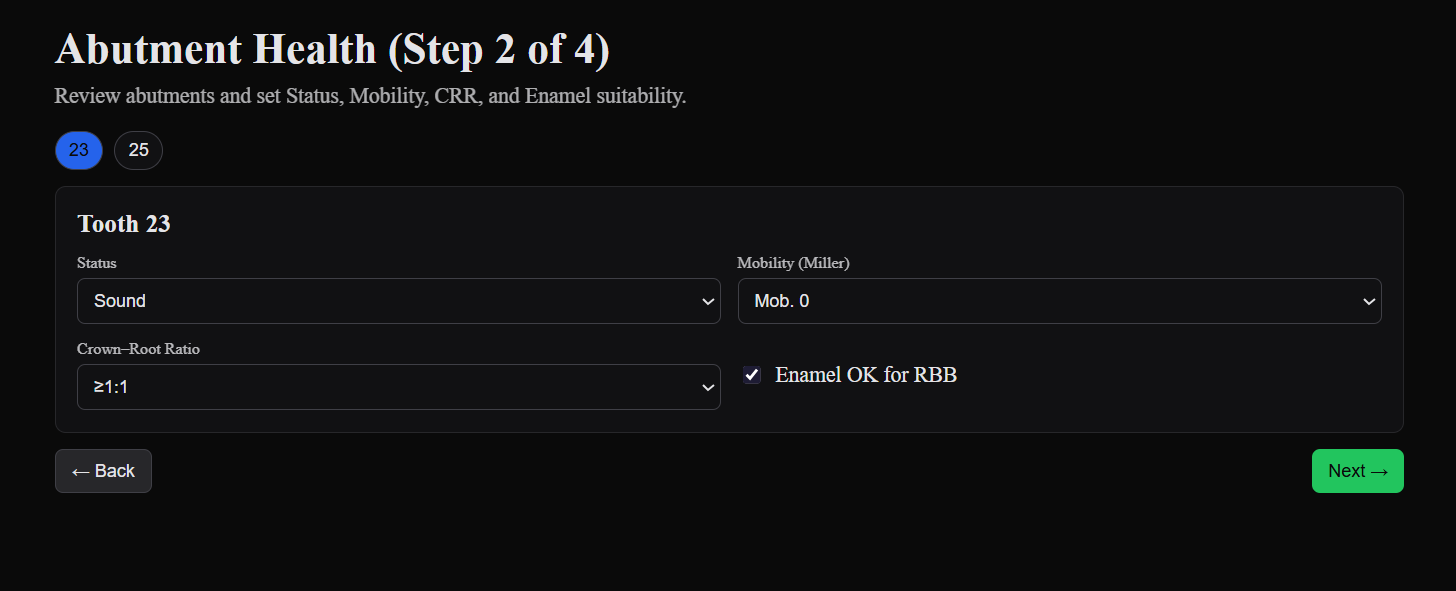 Abutment Health (Step 2 of 4)
Review abutments and set Status, Mobility, CRR, and Enamel suitability.
23 25
Tooth 23
Status Mobility (Miller)
Sound Mob. 0
Crown–Root Ratio
≥1:1 Enamel OK for RBB
← Back Next →